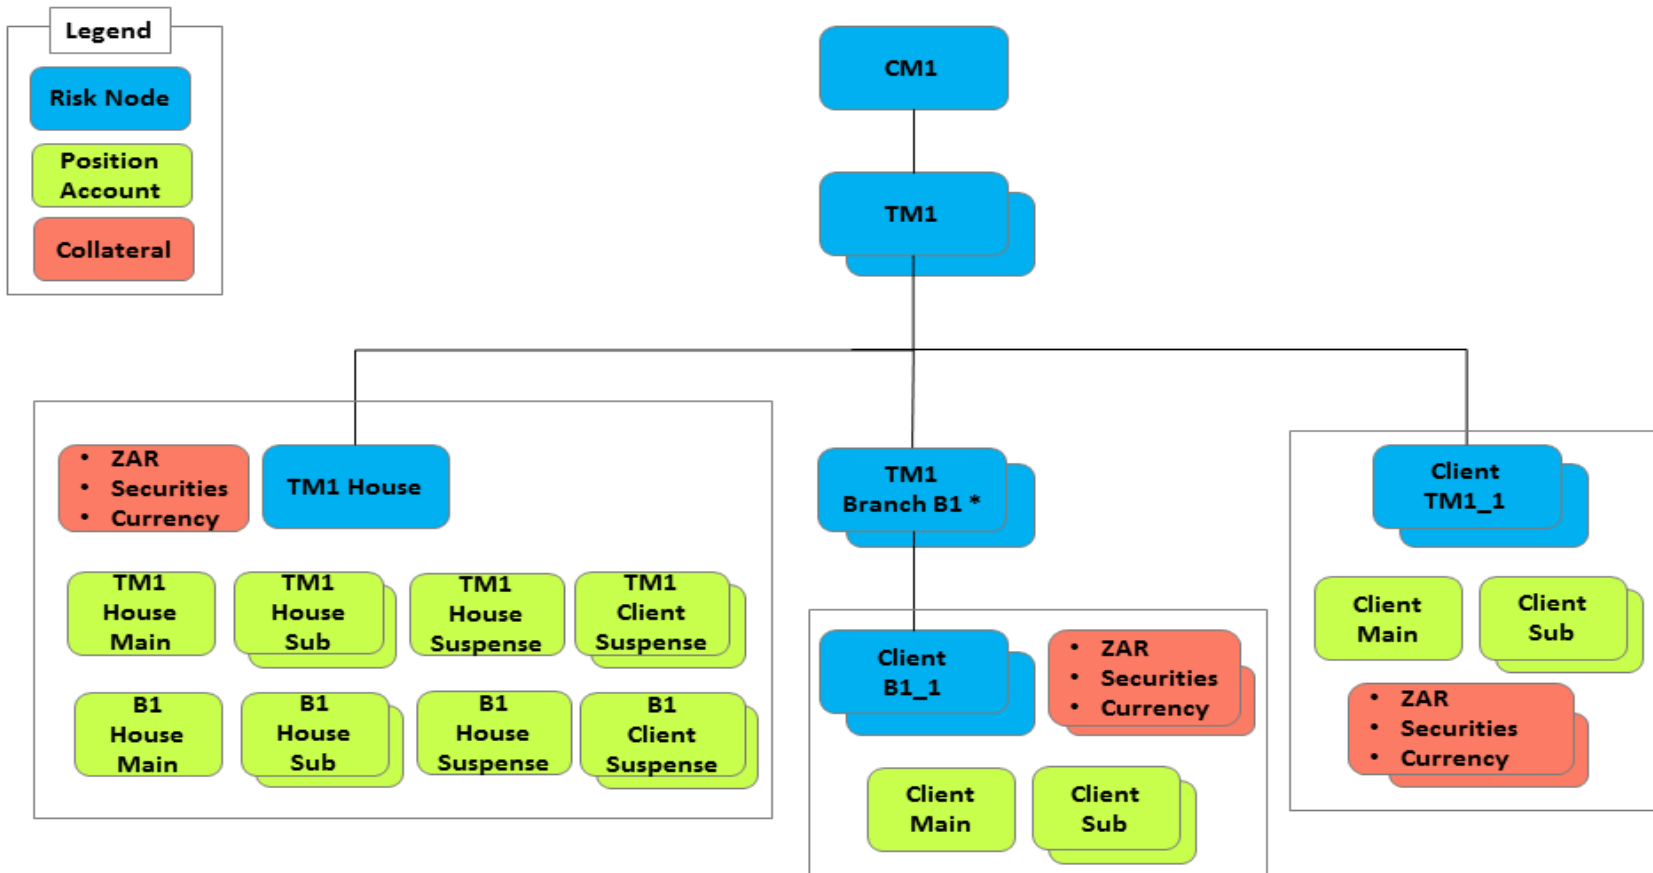 Legend
Risk Node
Position
Account
Collateral
CM1
TM1
• ZAR
• Securities
• Currency
TM1 House
TM1
House
Main
TM1
House
Sub
TM1
House
Suspense
TM1
Client
Suspense
B1
House
Main
B1
House
Sub
B1
House
Suspense
B1
Client
Suspense
TM1
Branch B1 *
Client
B1_1
• ZAR
• Securities
• Currency
Client
Main
Client
Sub
Client
TM1_1
Client
Main
Client
Sub
• ZAR
• Securities
• Currency